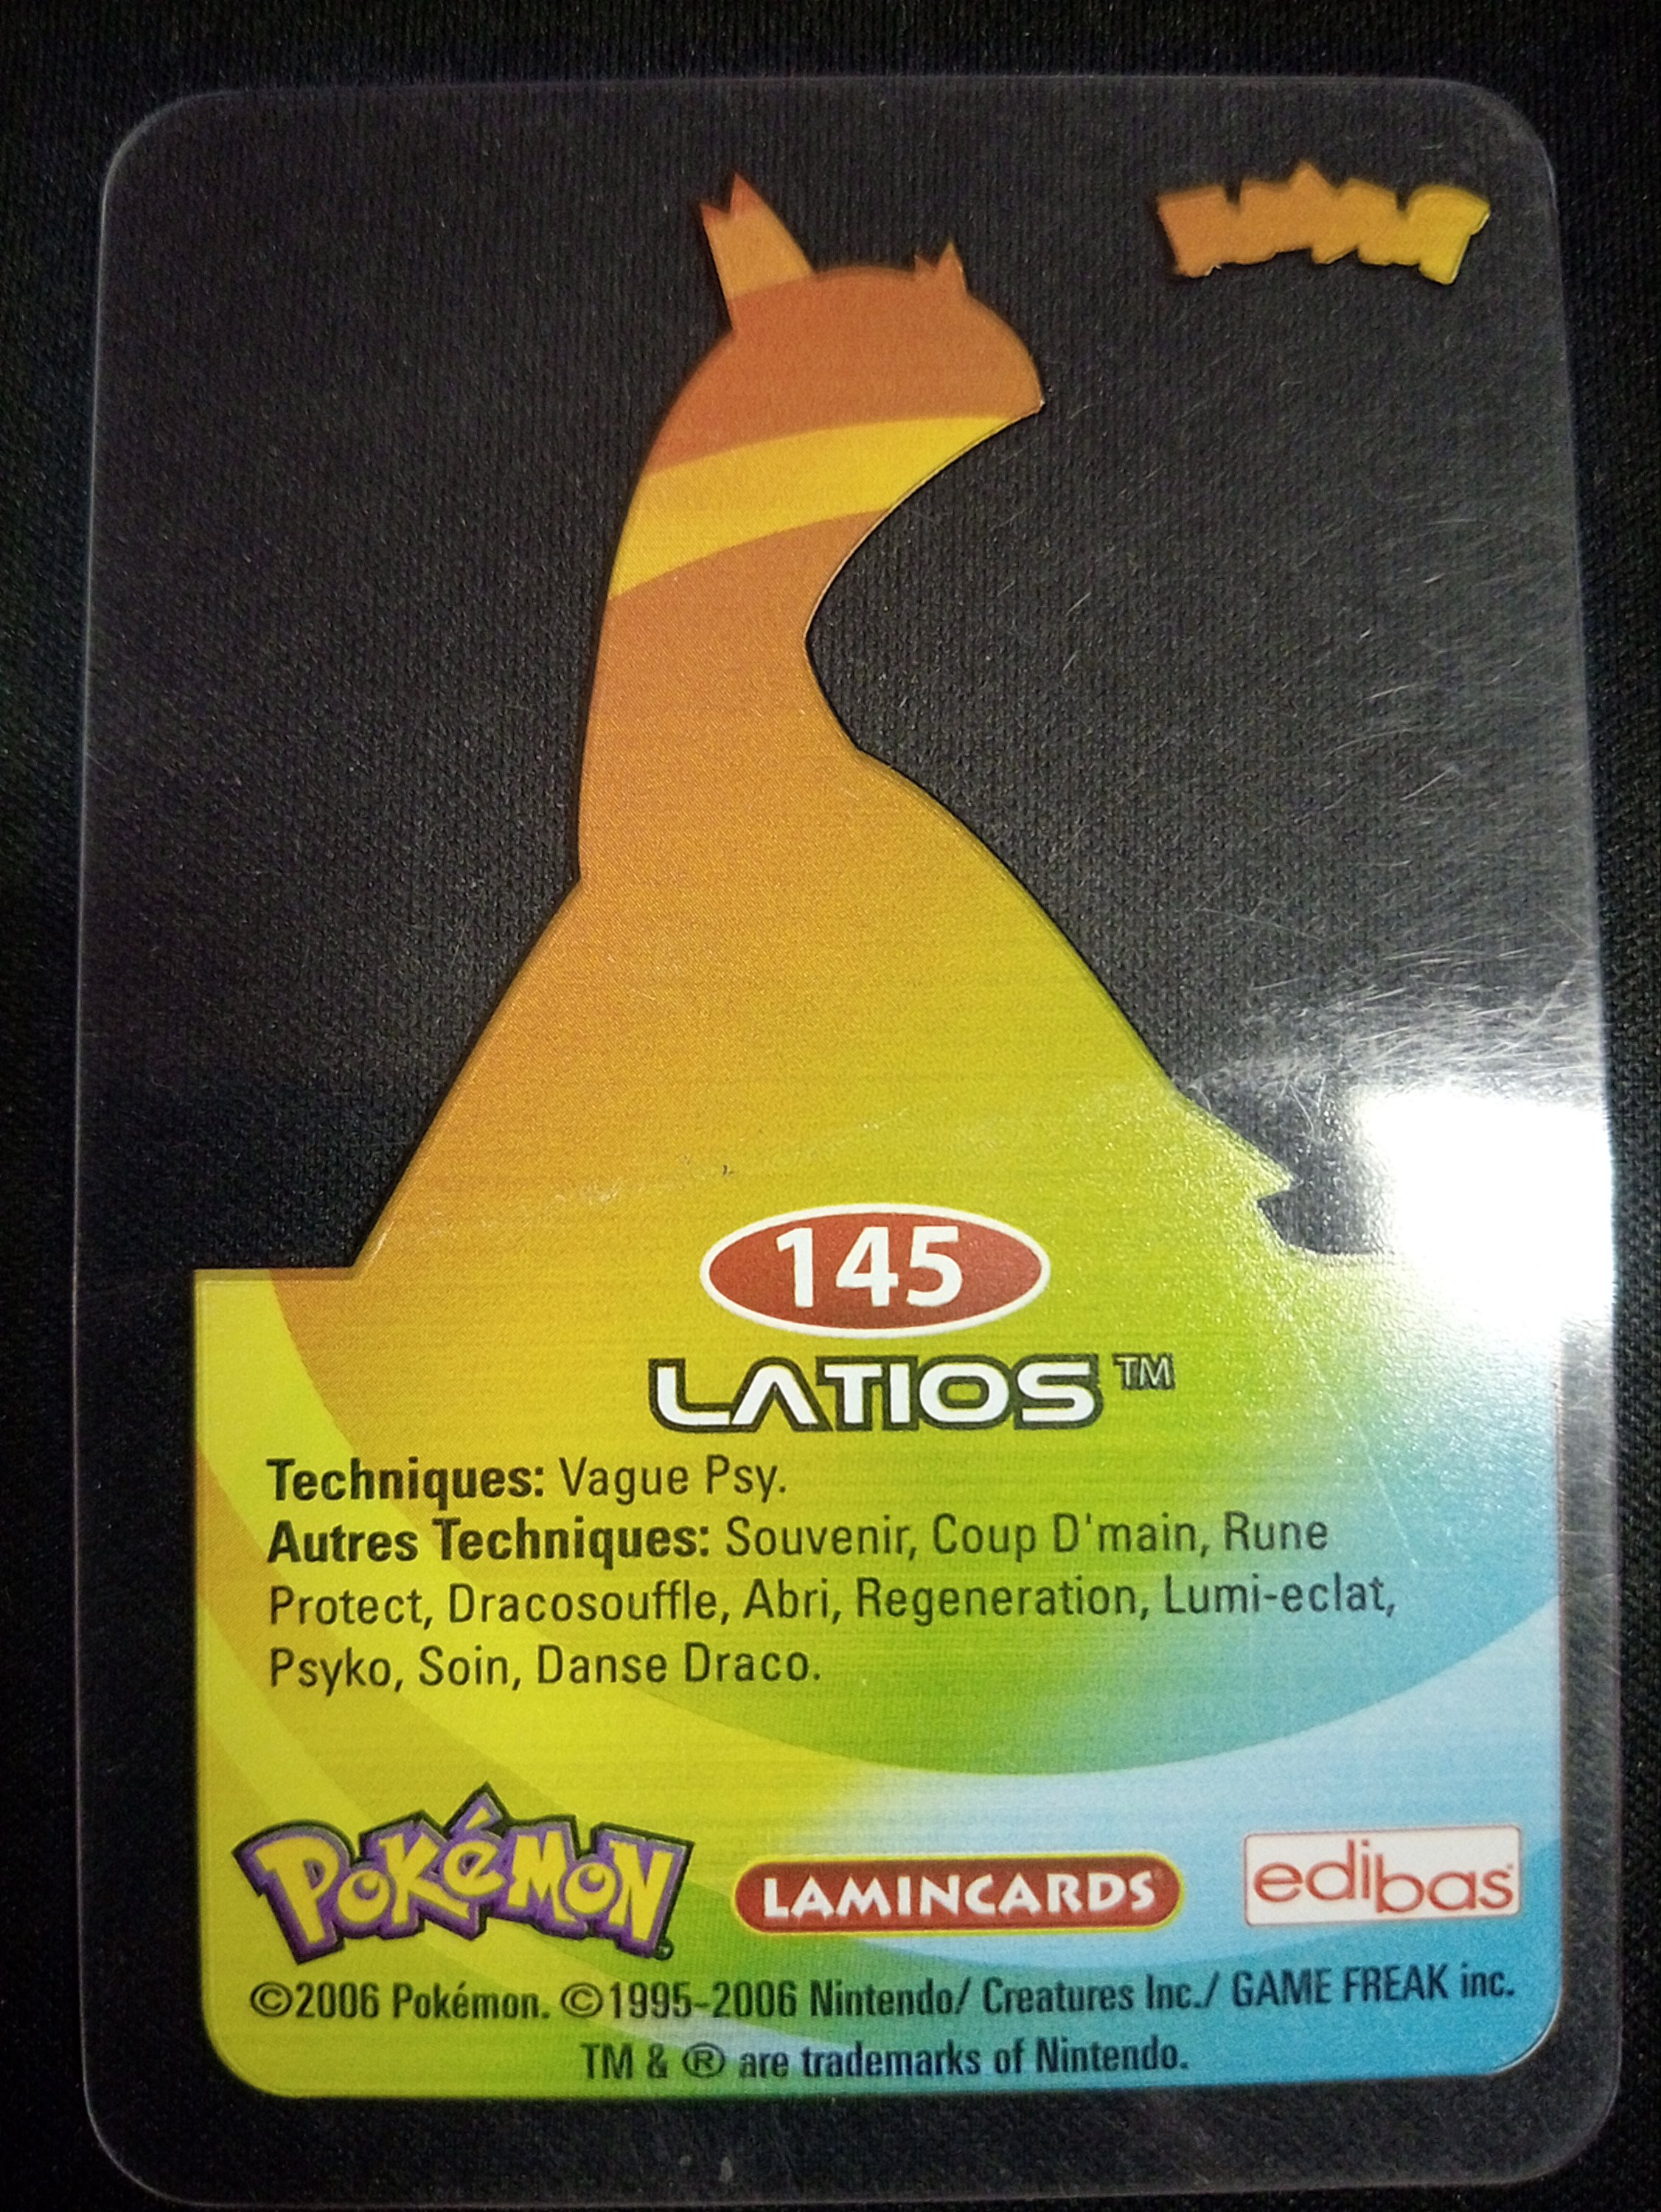 145
LATIOS™
Techniques: Vague Psy.
Autres Techniques: Souvenir, Coup D'main, Rune
Protect, Dracosouffle, Abri, Regeneration, Lumi-eclat,
Psyko, Soin, Danse Draco.
POKéMON
LAMINCARDS
edibas
©2006 Pokémon. ©1995-2006 Nintendo/ Creatures Inc./ GAME FREAK inc.
TM & ® are trademarks of Nintendo.